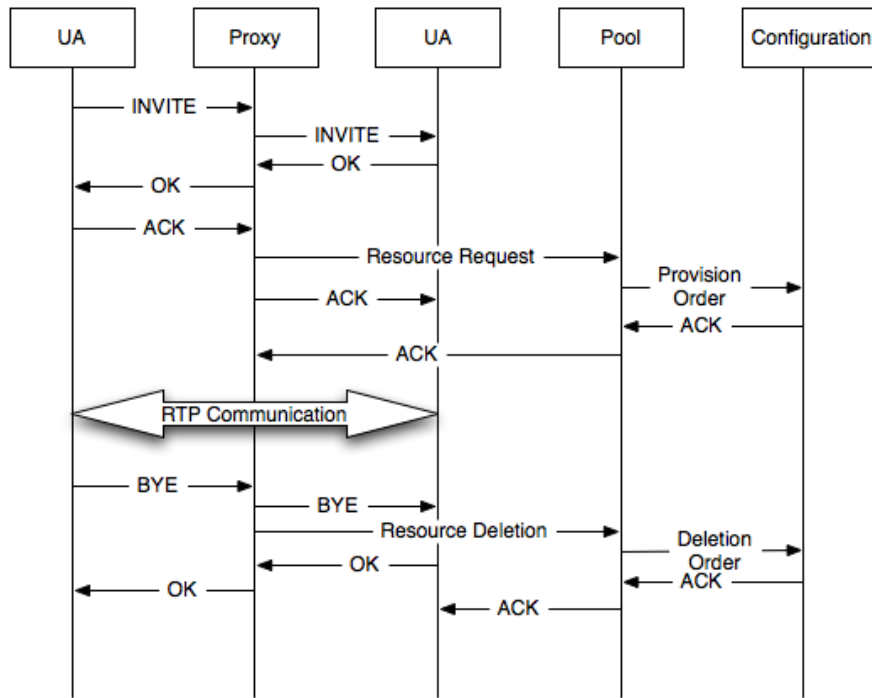 UA Proxy UA Pool Configuration
INVITE
INVITE
OK
OK
ACK
Resource Request
Provision
Order
ACK
ACK
ACK
RTP Communication
BYE
BYE
Resource Deletion
Deletion
Order
OK
ACK
OK
ACK